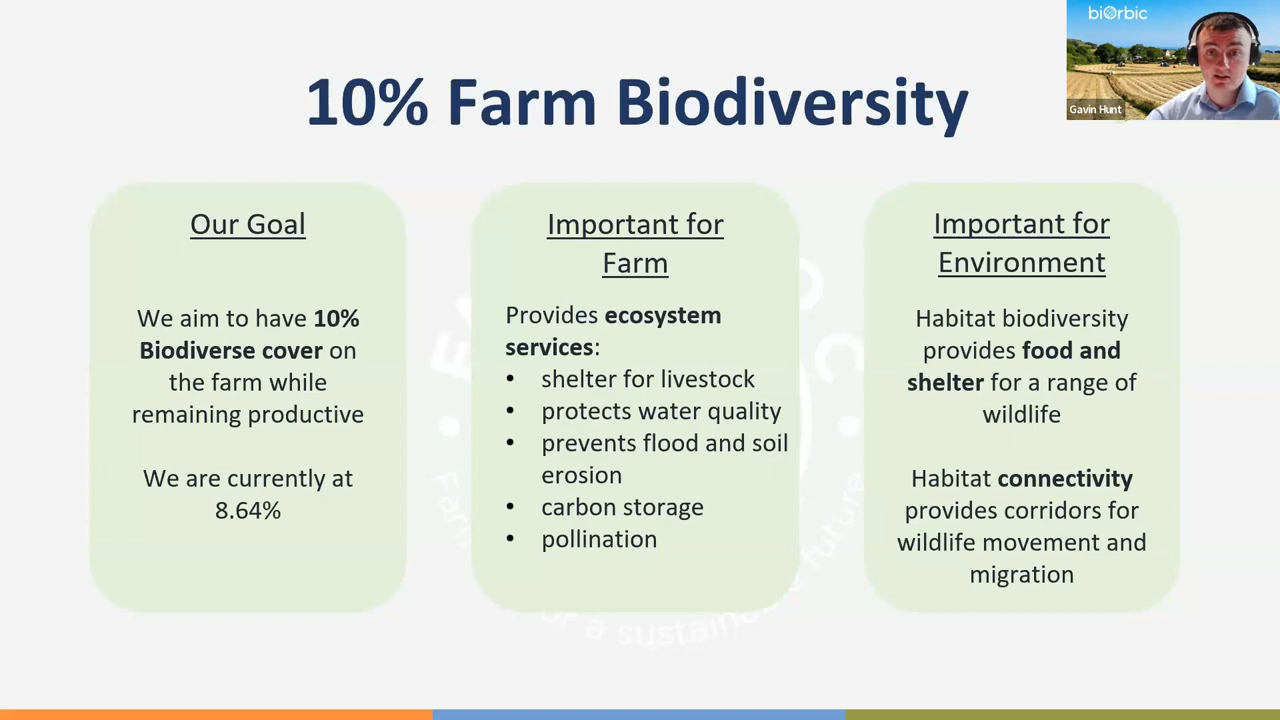 biOrbic
Gavin Hunt
10% Farm Biodiversity
Our Goal
We aim to have 10%
Biodiverse cover on
the farm while
remaining productive
We are currently at
8.64%
Important for
Farm
Provides ecosystem
services:
• shelter for livestock
• protects water quality
• prevents flood and soil
erosion
• carbon storage
• pollination
Important for
Environment
Habitat biodiversity
provides food and
shelter for a range of
wildlife
Habitat connectivity
provides corridors for
wildlife movement and
migration